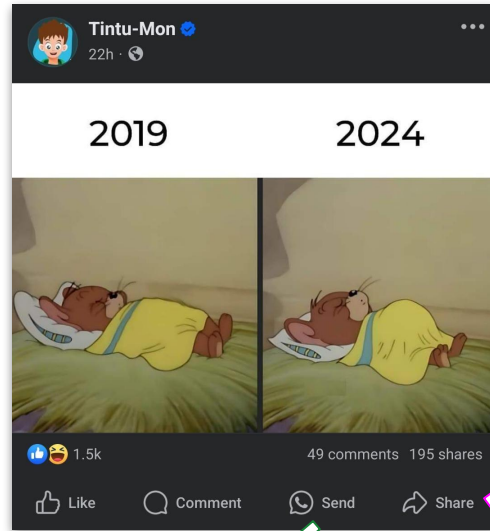 Tintu-Mon
22h ·
2019 2024
1.5k 49 comments 195 shares
Like Comment Send Share